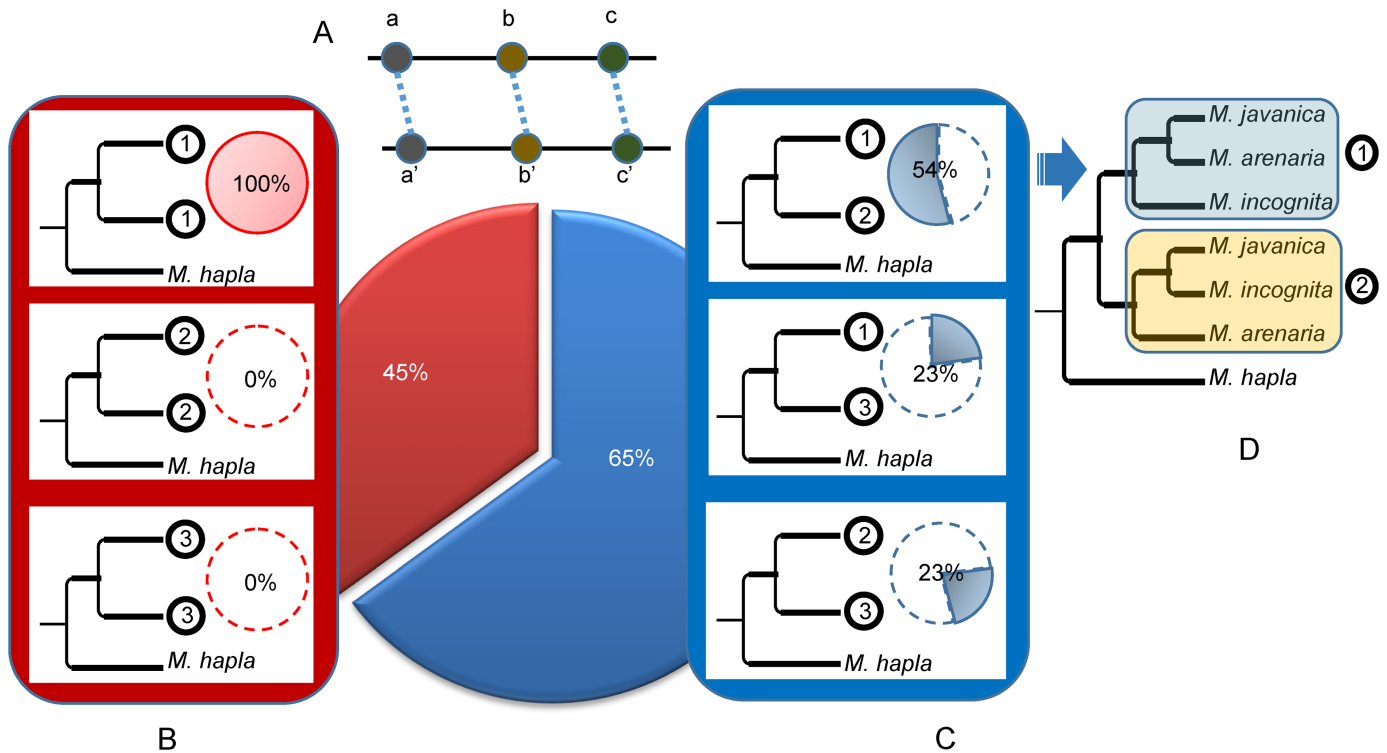 A
a b c
a’ b’ c’
1
100%
1
M. hapla
2
0%
2
M. hapla
3
0%
3
M. hapla
B
45%
65%
1
54%
2
M. hapla
1
23%
3
M. hapla
2
23%
3
M. hapla
C
M. javanica
M. arenaria
1
M. incognita
M. javanica
M. incognita
2
M. arenaria
M. hapla
D